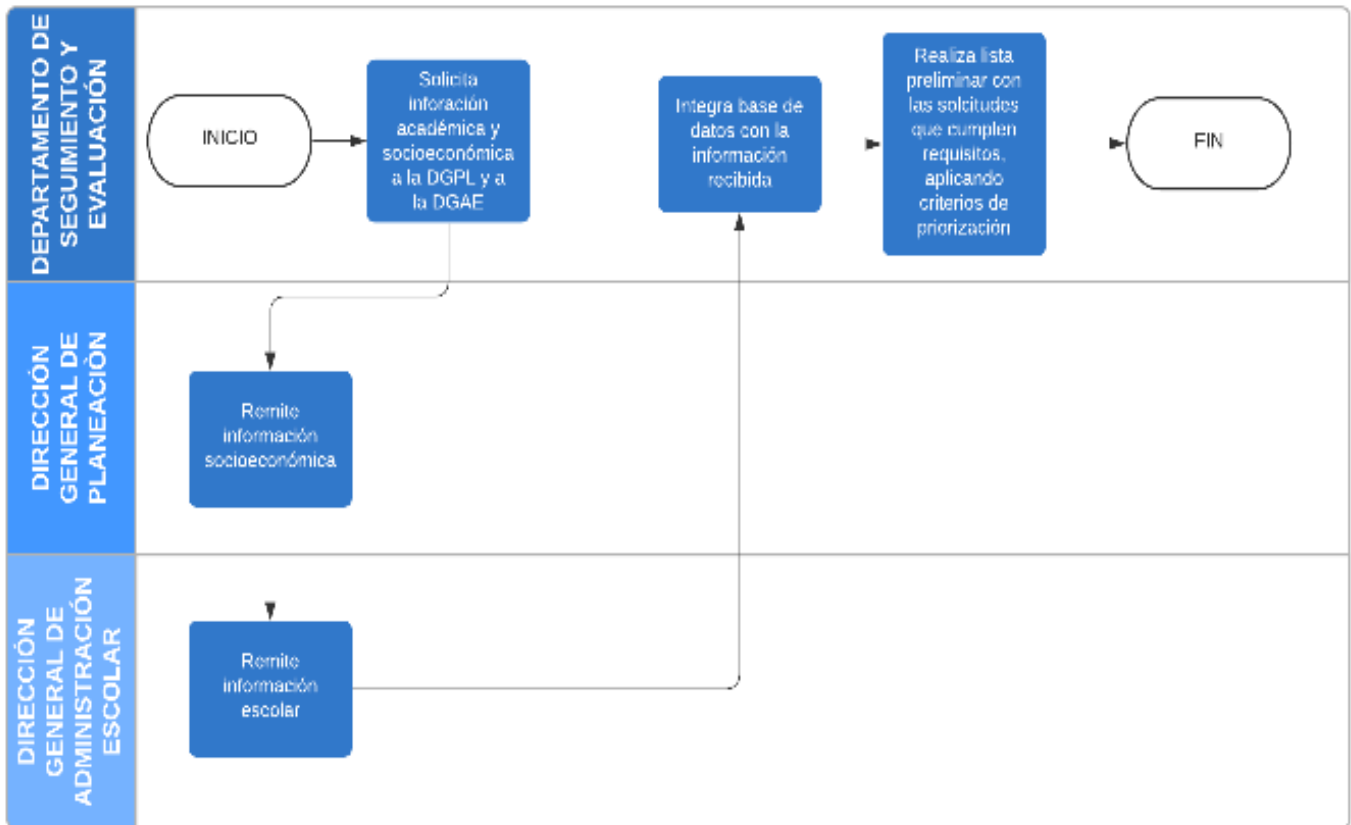 DEPARTAMENTO DE
SEGUIMIENTO Y
EVALUACIÓN
INICIO
Solicita
inforación
académica y
socioeconómica
a la DGPL y a
la DGAE
Integra base de
datos con la
información
recibida
Realiza lista
preliminar con
las solcitudes
que cumplen
requisitos,
aplicando
criterios de
priorización
FIN
DIRECCIÓN
GENERAL DE
PLANEACIÒN
Remite
información
socioeconómica
DIRECCIÓN
GENERAL DE
ADMINISTRACIÓN
ESCOLAR
Remite
información
escolar